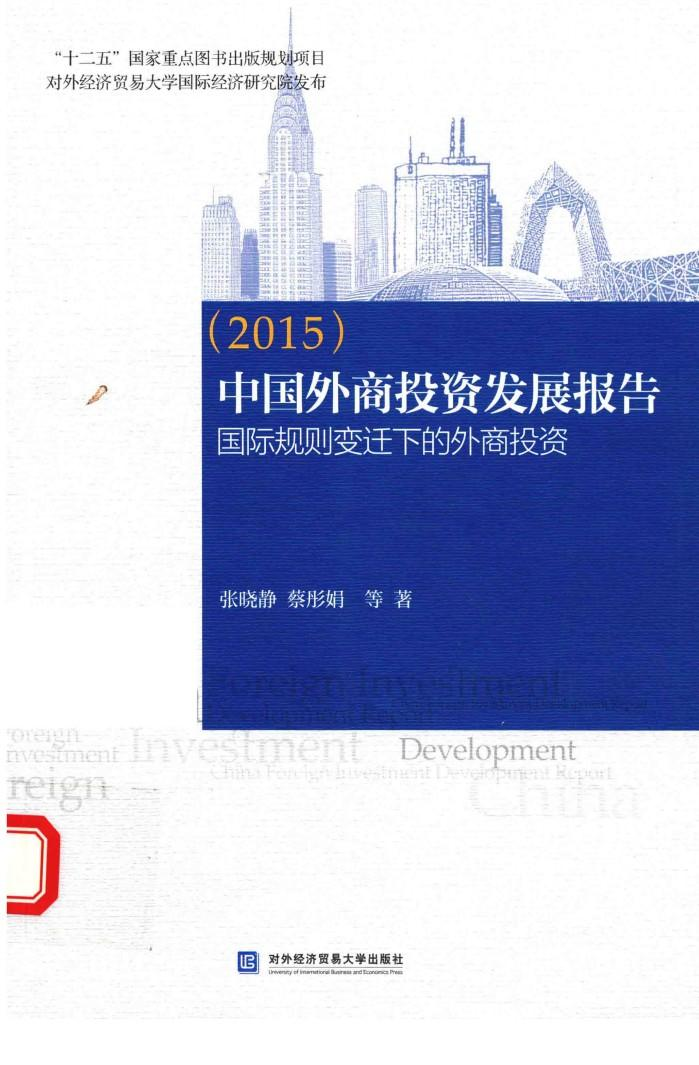 “十二五”国家重点图书出版规划项目
对外经济贸易大学国际经济研究院发布
(2015)
中国外商投资发展报告
国际规则变迁下的外商投资
张晓静 蔡彤娟 等 著
Foreign Investment
Development Report
oreign
nvestment Investment Development
China Foreign Investment Development Report
reign China
对外经济贸易大学出版社
University of International Business and Economics Press